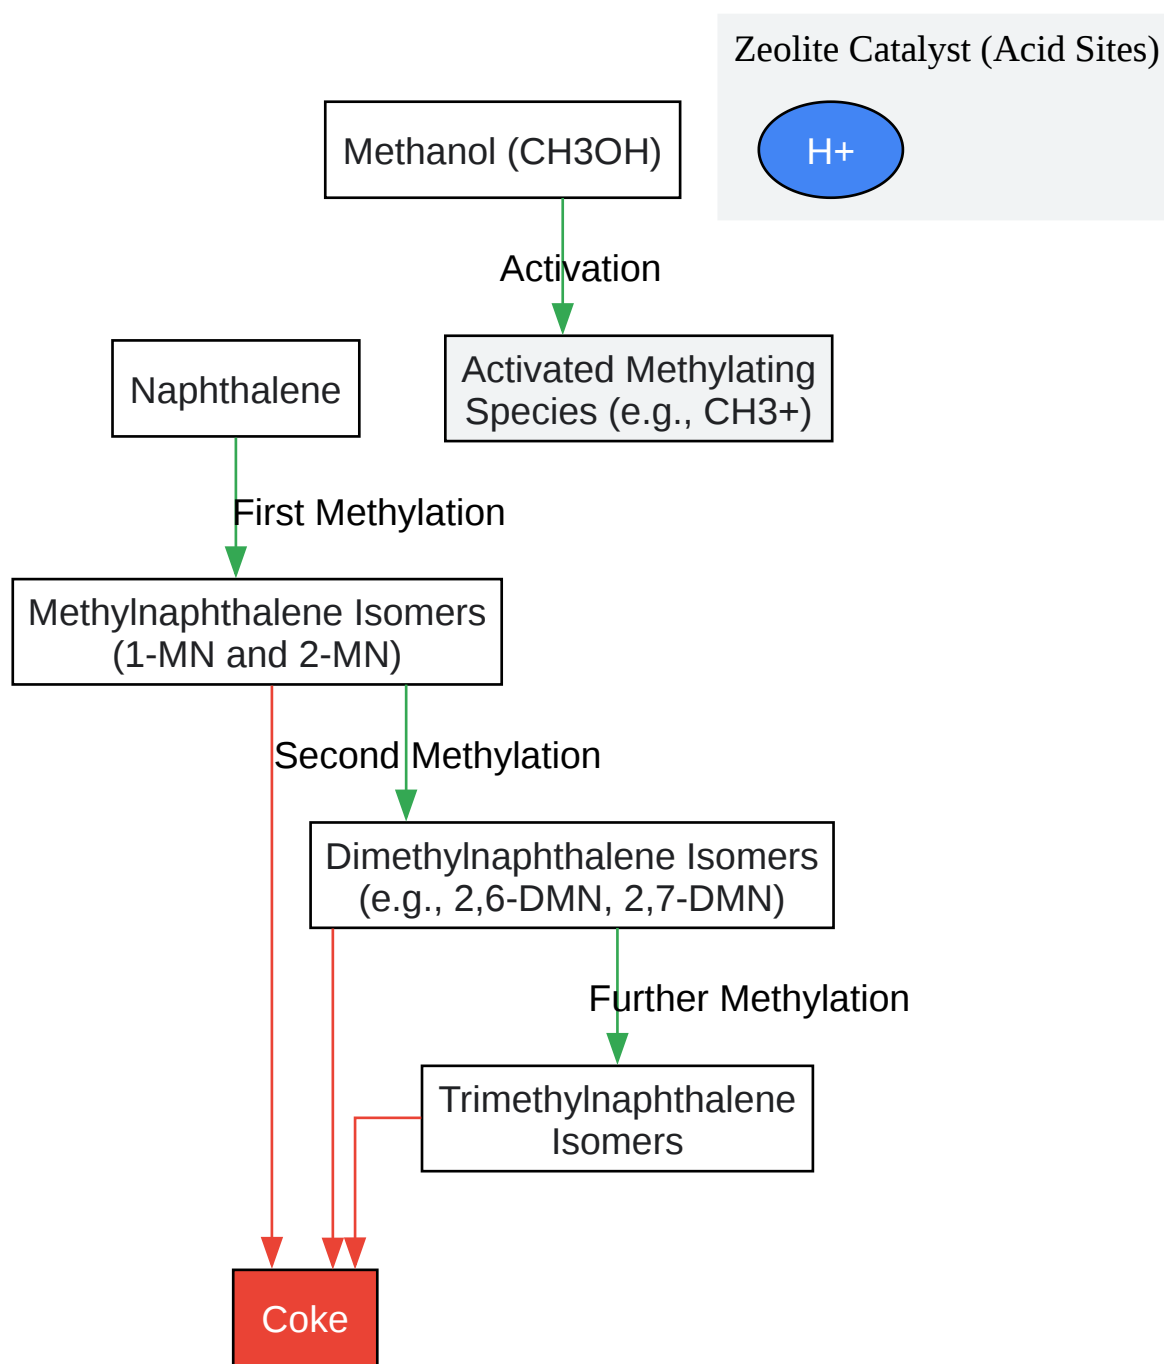 Zeolite Catalyst (Acid Sites)
H+
Methanol (CH3OH)
Activation
Activated Methylating
Species (e.g., CH3+)
Naphthalene
First Methylation
Methylnaphthalene Isomers
(1-MN and 2-MN)
Second Methylation
Dimethylnaphthalene Isomers
(e.g., 2,6-DMN, 2,7-DMN)
Further Methylation
Trimethylnaphthalene
Isomers
Coke